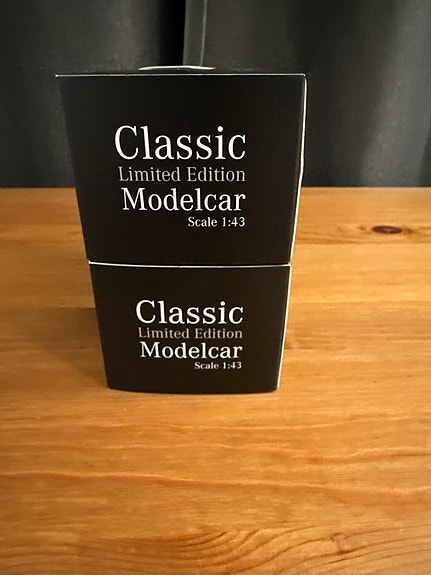 Classic
Limited Edition
Modelcar
Scale 1:43
Classic
Limited Edition
Modelcar
Scale 1:43